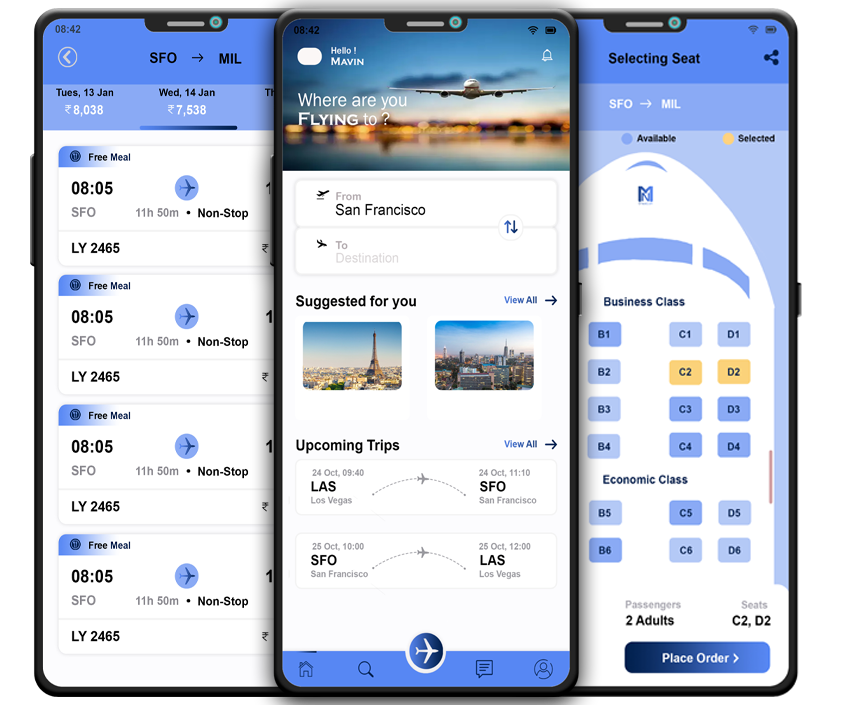 08:42
SFO → MIL
Tues, 13 Jan
₹8,038
Wed, 14 Jan
₹7,538
Free Meal
08:05
SFO
11h 50m • Non-Stop
LY 2465
₹
Free Meal
08:05
SFO
11h 50m • Non-Stop
LY 2465
₹
Free Meal
08:05
SFO
11h 50m • Non-Stop
LY 2465
₹
Free Meal
08:05
SFO
11h 50m • Non-Stop
LY 2465
₹
08:42
Hello !
MAVIN
Where are you
FLYING to ?
From
San Francisco
To
Destination
Suggested for you
View All →
Upcoming Trips
View All →
24 Oct, 09:40
LAS
Los Vegas
24 Oct, 11:10
SFO
San Francisco
25 Oct, 10:00
SFO
San Francisco
25 Oct, 12:00
LAS
Los Vegas
Selecting Seat
SFO → MIL
Available
Selected
Business Class
B1 C1 D1
B2 C2 D2
B3 C3 D3
B4 C4 D4
Economic Class
B5 C5 D5
B6 C6 D6
Passengers
2 Adults
Seats
C2, D2
Place Order >